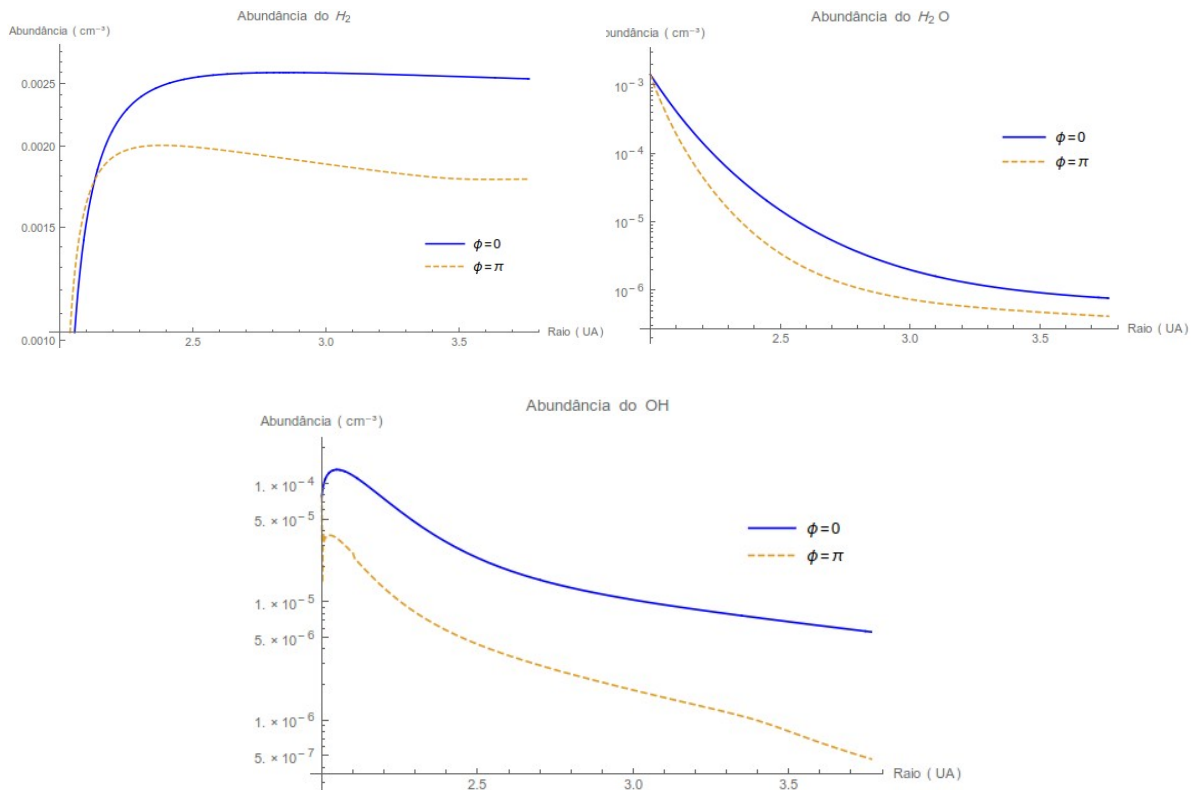 Abundância do H₂
Abundância ( cm⁻³)
0.0025
0.0020
0.0015
0.0010
2.5
3.0
3.5
Raio ( UA)
ϕ=0
ϕ=π
Abundância do H₂ O
bundância ( cm⁻³)
10⁻³
10⁻⁴
10⁻⁵
10⁻⁶
2.5
3.0
3.5
Raio ( UA)
ϕ=0
ϕ=π
Abundância do OH
Abundância ( cm⁻³)
1. × 10⁻⁴
5. × 10⁻⁵
1. × 10⁻⁵
5. × 10⁻⁶
1. × 10⁻⁶
5. × 10⁻⁷
2.5
3.0
3.5
Raio ( UA)
ϕ=0
ϕ=π